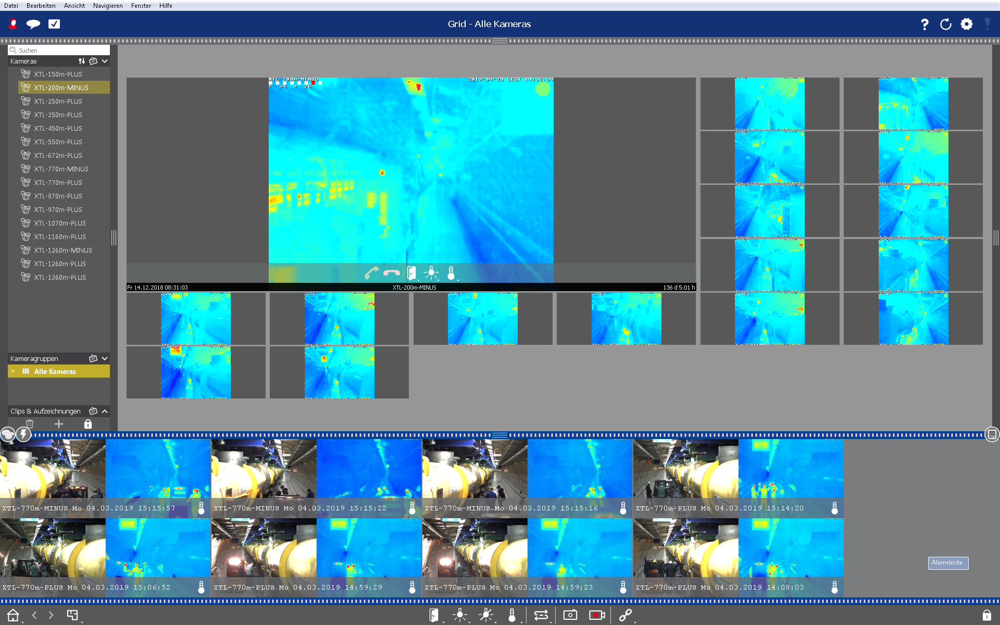 Datei Bearbeiten Ansicht Navigieren Fenster Hilfe
Grid - Alle Kameras
Suchen
Kameras
XTL-150m-PLUS
XTL-200m-MINUS
XTL-250m-PLUS
XTL-350m-PLUS
XTL-450m-PLUS
XTL-550m-PLUS
XTL-672m-PLUS
XTL-770m-MINUS
XTL-770m-PLUS
XTL-870m-PLUS
XTL-970m-PLUS
XTL-1070m-PLUS
XTL-1160m-PLUS
XTL-1260m-MINUS
XTL-1260m-PLUS
XTL-1360m-PLUS
Kameragruppen
Alle Kameras
Clips & Aufzeichnungen
XTL-200m-MINUS 2019-04-29 CEST 14:32:54
+ 34 + 26
Fr 14.12.2018 08:31:03 XTL-200m-MINUS 136 d 5:01 h
XTL-770m-MINUS Mo 04.03.2019 15:15:57
XTL-770m-MINUS Mo 04.03.2019 15:15:22
XTL-770m-MINUS Mo 04.03.2019 15:15:16
XTL-770m-PLUS Mo 04.03.2019 15:14:20
XTL-770m-PLUS Mo 04.03.2019 15:06:52
XTL-770m-PLUS Mo 04.03.2019 14:59:29
XTL-770m-PLUS Mo 04.03.2019 14:59:23
XTL-770m-PLUS Mo 04.03.2019 14:08:03
Alarmleiste